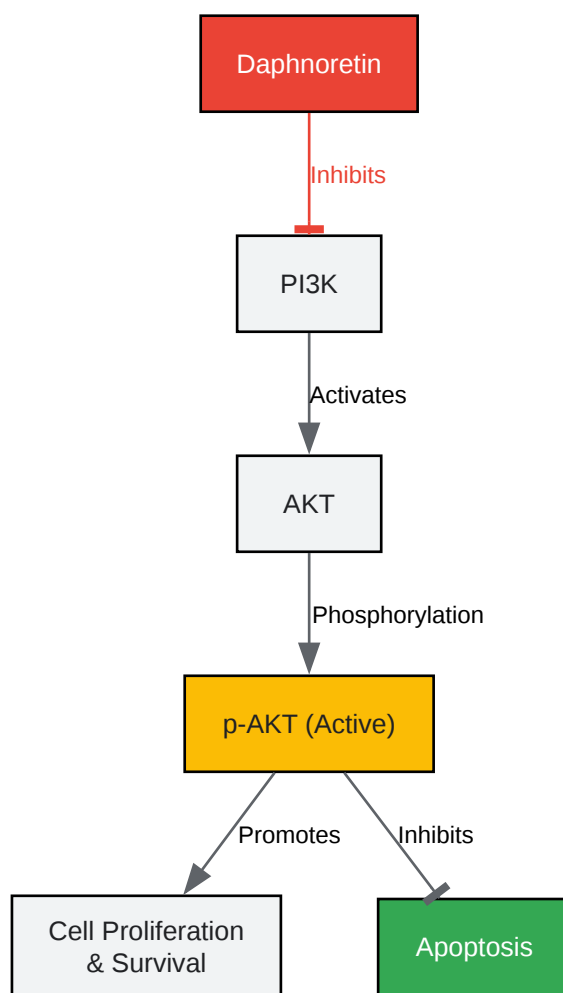 Daphnoretin
Inhibits
PI3K
Activates
AKT
Phosphorylation
p-AKT (Active)
Promotes
Inhibits
Cell Proliferation
& Survival
Apoptosis